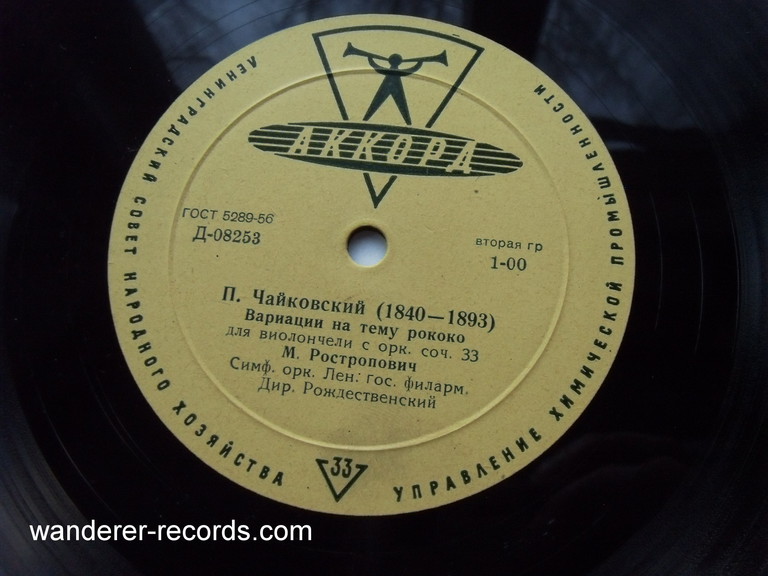 АККОРД
ЛЕНИНГРАДСКИЙ СОВЕТ НАРОДНОГО ХОЗЯЙСТВА
УПРАВЛЕНИЕ ХИМИЧЕСКОЙ ПРОМЫШЛЕННОСТИ
ГОСТ 5289-56
Д-08253
вторая гр
1-00
П. Чайковский (1840—1893)
Вариации на тему рококо
для виолончели с орк. соч. 33
М. Ростропович
Симф. орк. Лен. гос. филарм.
Дир. Рождественский
33
wanderer-records.com